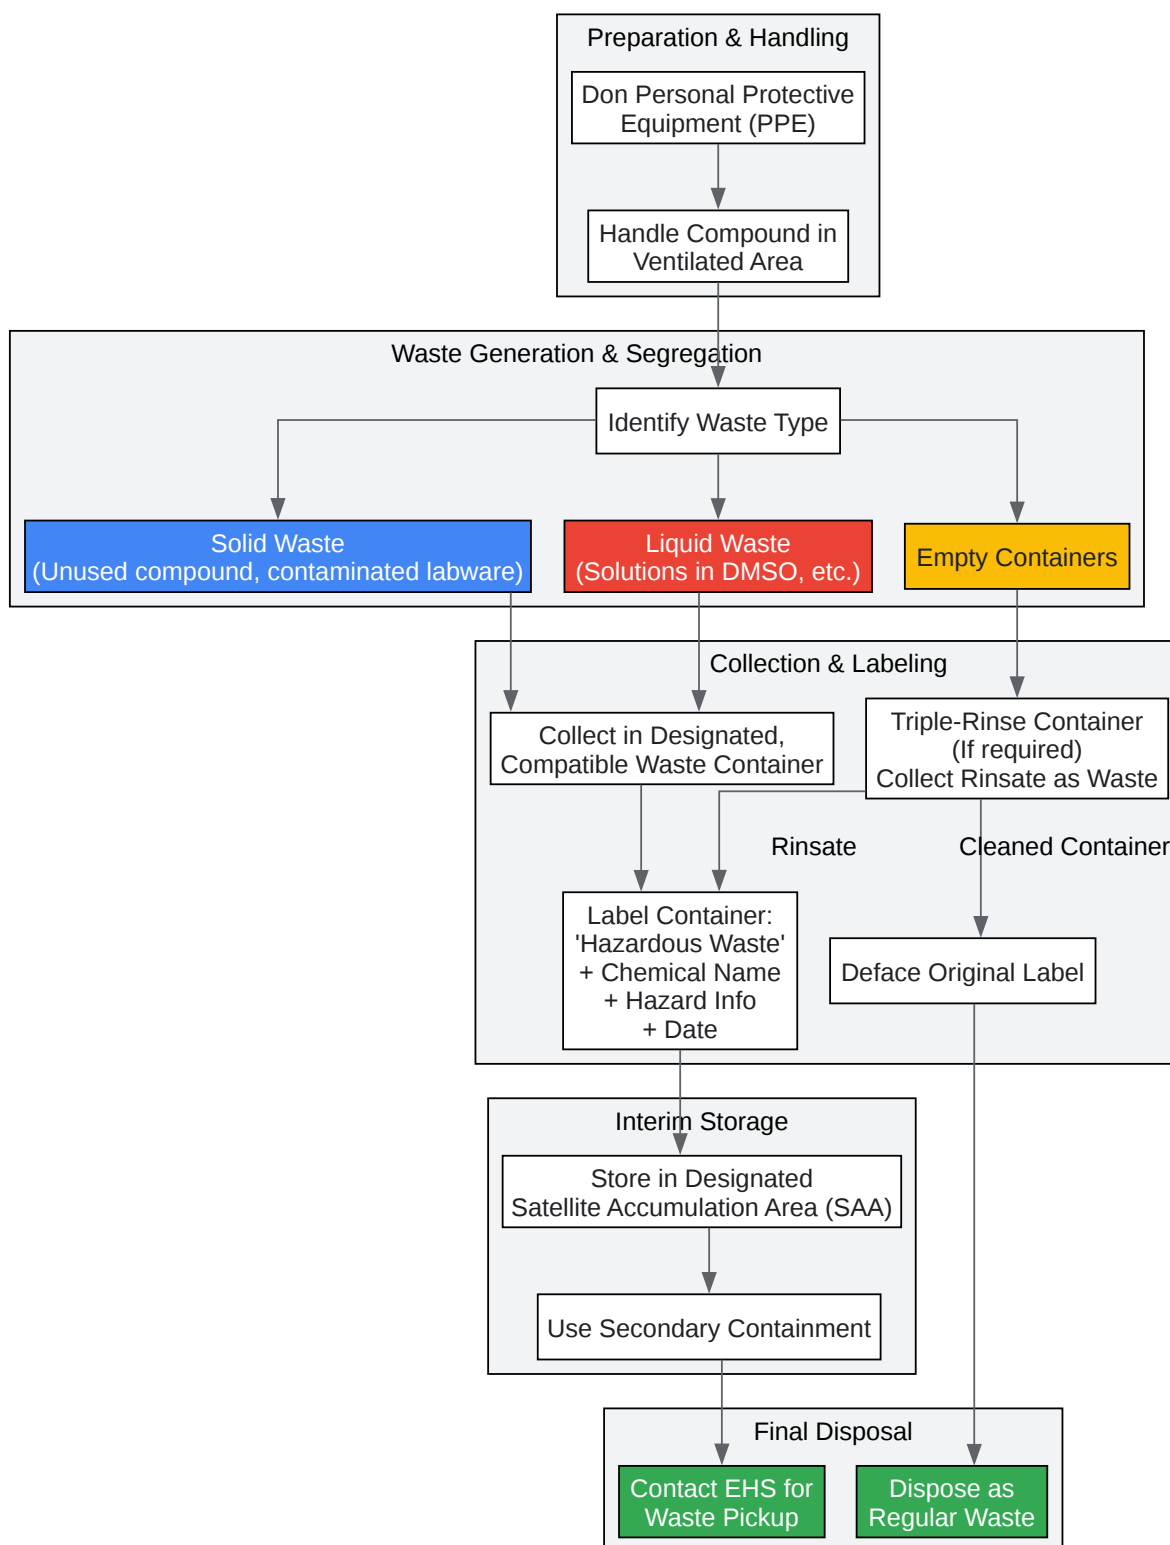 Preparation & Handling
Don Personal Protective
Equipment (PPE)
Handle Compound in
Ventilated Area
Waste Generation & Segregation
Identify Waste Type
Solid Waste
(Unused compound, contaminated labware)
Liquid Waste
(Solutions in DMSO, etc.)
Empty Containers
Collection & Labeling
Collect in Designated,
Compatible Waste Container
Triple-Rinse Container
(If required)
Collect Rinsate as Waste
Rinsate
Cleaned Container
Label Container:
'Hazardous Waste'
+ Chemical Name
+ Hazard Info
+ Date
Deface Original Label
Interim Storage
Store in Designated
Satellite Accumulation Area (SAA)
Use Secondary Containment
Final Disposal
Contact EHS for
Waste Pickup
Dispose as
Regular Waste